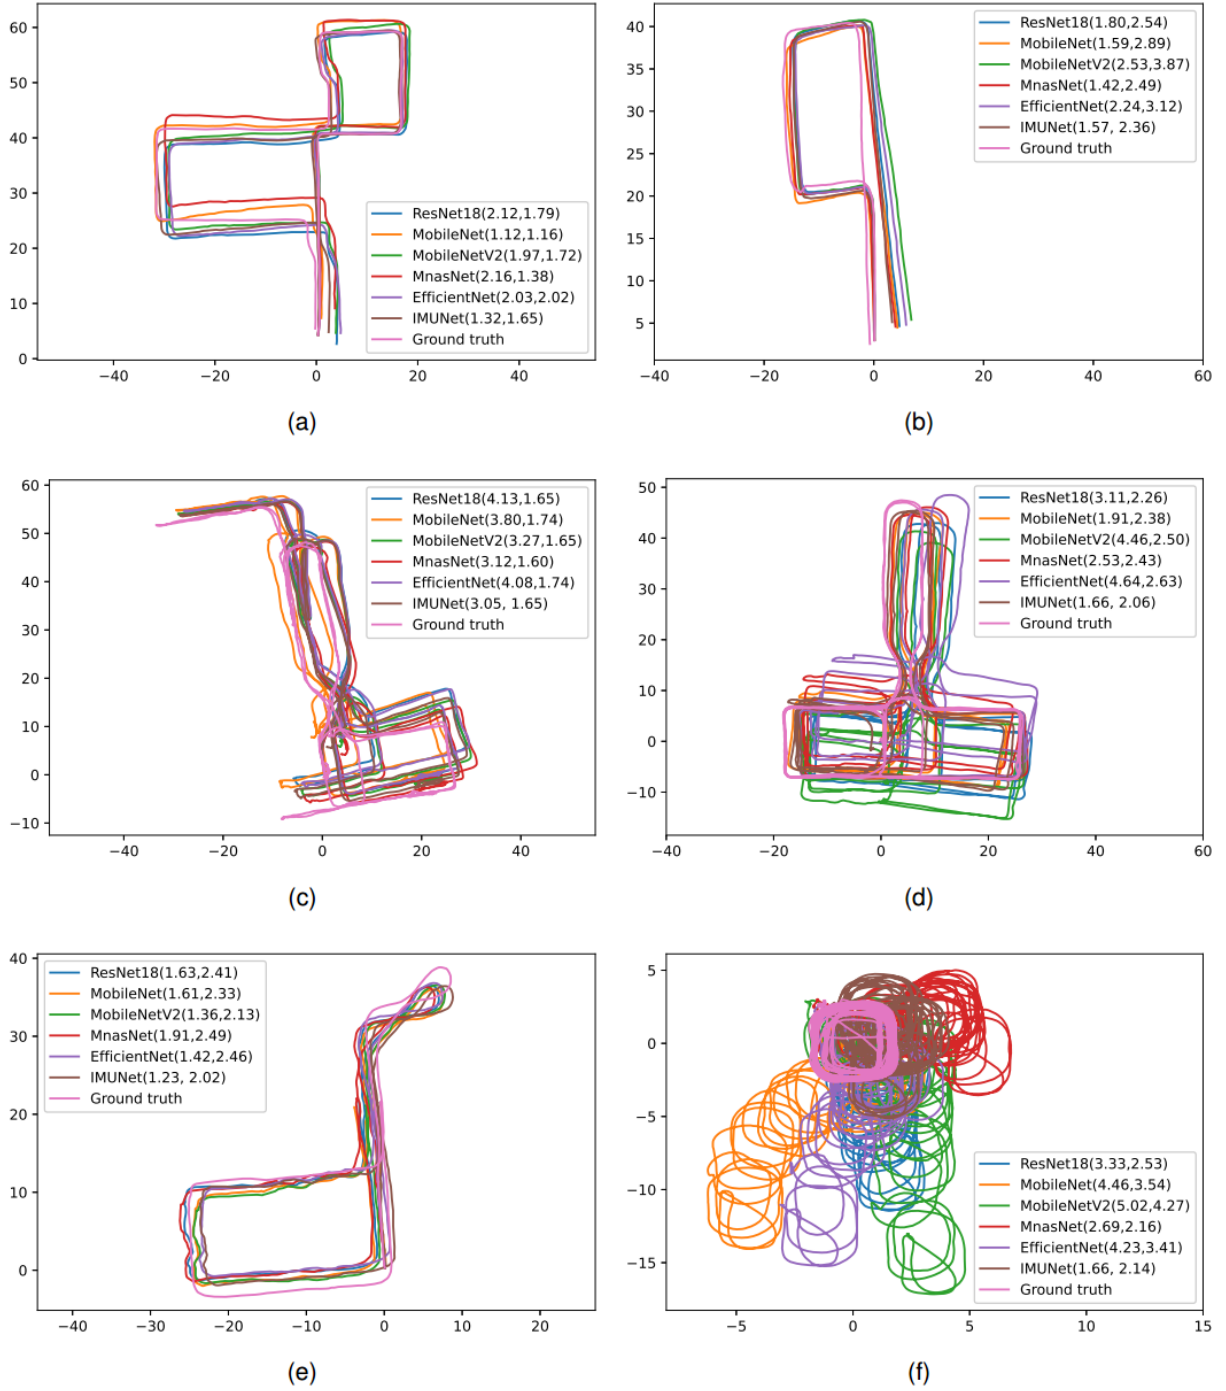 60
50
40
30
20
10
0
−40
−20
0
20
40
ResNet18(2.12,1.79)
MobileNet(1.12,1.16)
MobileNetV2(1.97,1.72)
MnasNet(2.16,1.38)
EfficientNet(2.03,2.02)
IMUNet(1.32,1.65)
Ground truth
(a)
40
35
30
25
20
15
10
5
−40
−20
0
20
40
60
ResNet18(1.80,2.54)
MobileNet(1.59,2.89)
MobileNetV2(2.53,3.87)
MnasNet(1.42,2.49)
EfficientNet(2.24,3.12)
IMUNet(1.57, 2.36)
Ground truth
(b)
60
50
40
30
20
10
0
−10
−40
−20
0
20
40
ResNet18(4.13,1.65)
MobileNet(3.80,1.74)
MobileNetV2(3.27,1.65)
MnasNet(3.12,1.60)
EfficientNet(4.08,1.74)
IMUNet(3.05, 1.65)
Ground truth
(c)
50
40
30
20
10
0
−10
−40
−20
0
20
40
60
ResNet18(3.11,2.26)
MobileNet(1.91,2.38)
MobileNetV2(4.46,2.50)
MnasNet(2.53,2.43)
EfficientNet(4.64,2.63)
IMUNet(1.66, 2.06)
Ground truth
(d)
40
30
20
10
0
−40
−30
−20
−10
0
10
20
ResNet18(1.63,2.41)
MobileNet(1.61,2.33)
MobileNetV2(1.36,2.13)
MnasNet(1.91,2.49)
EfficientNet(1.42,2.46)
IMUNet(1.23, 2.02)
Ground truth
(e)
5
0
−5
−10
−15
−5
0
5
10
15
ResNet18(3.33,2.53)
MobileNet(4.46,3.54)
MobileNetV2(5.02,4.27)
MnasNet(2.69,2.16)
EfficientNet(4.23,3.41)
IMUNet(1.66, 2.14)
Ground truth
(f)